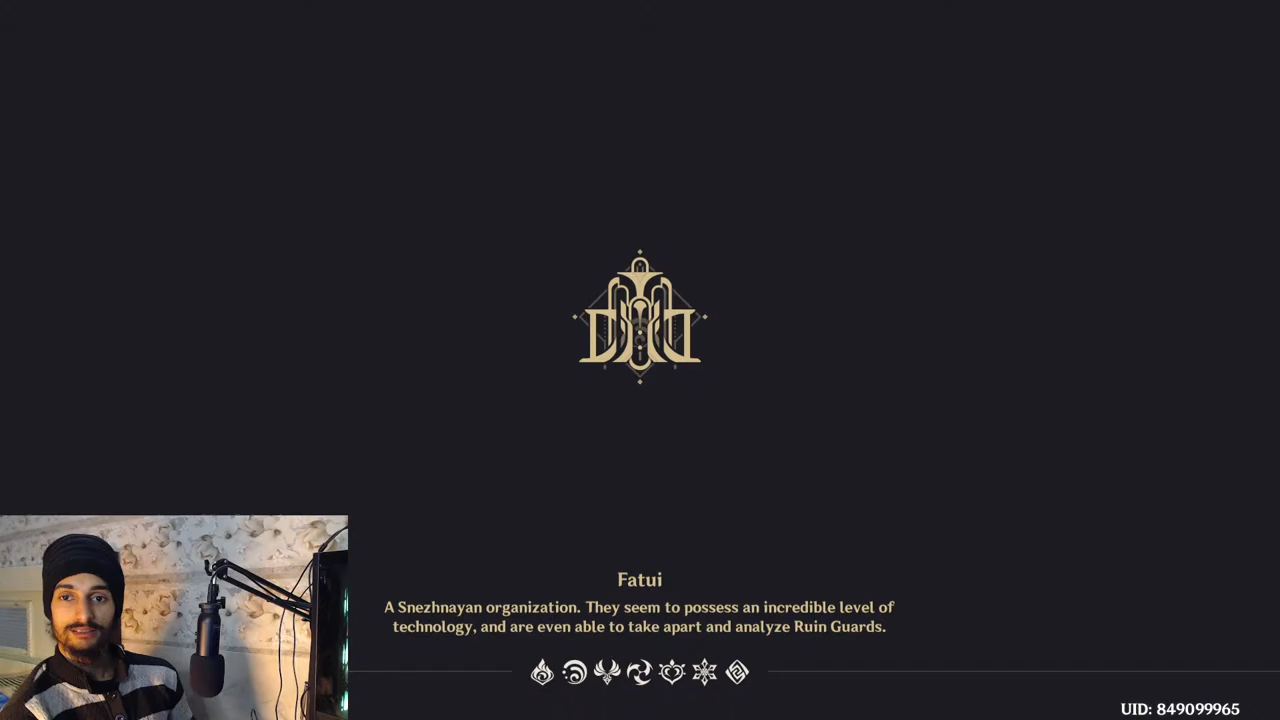 Fatui
A Snezhnayan organization. They seem to possess an incredible level of
technology, and are even able to take apart and analyze Ruin Guards.
UID: 849099965